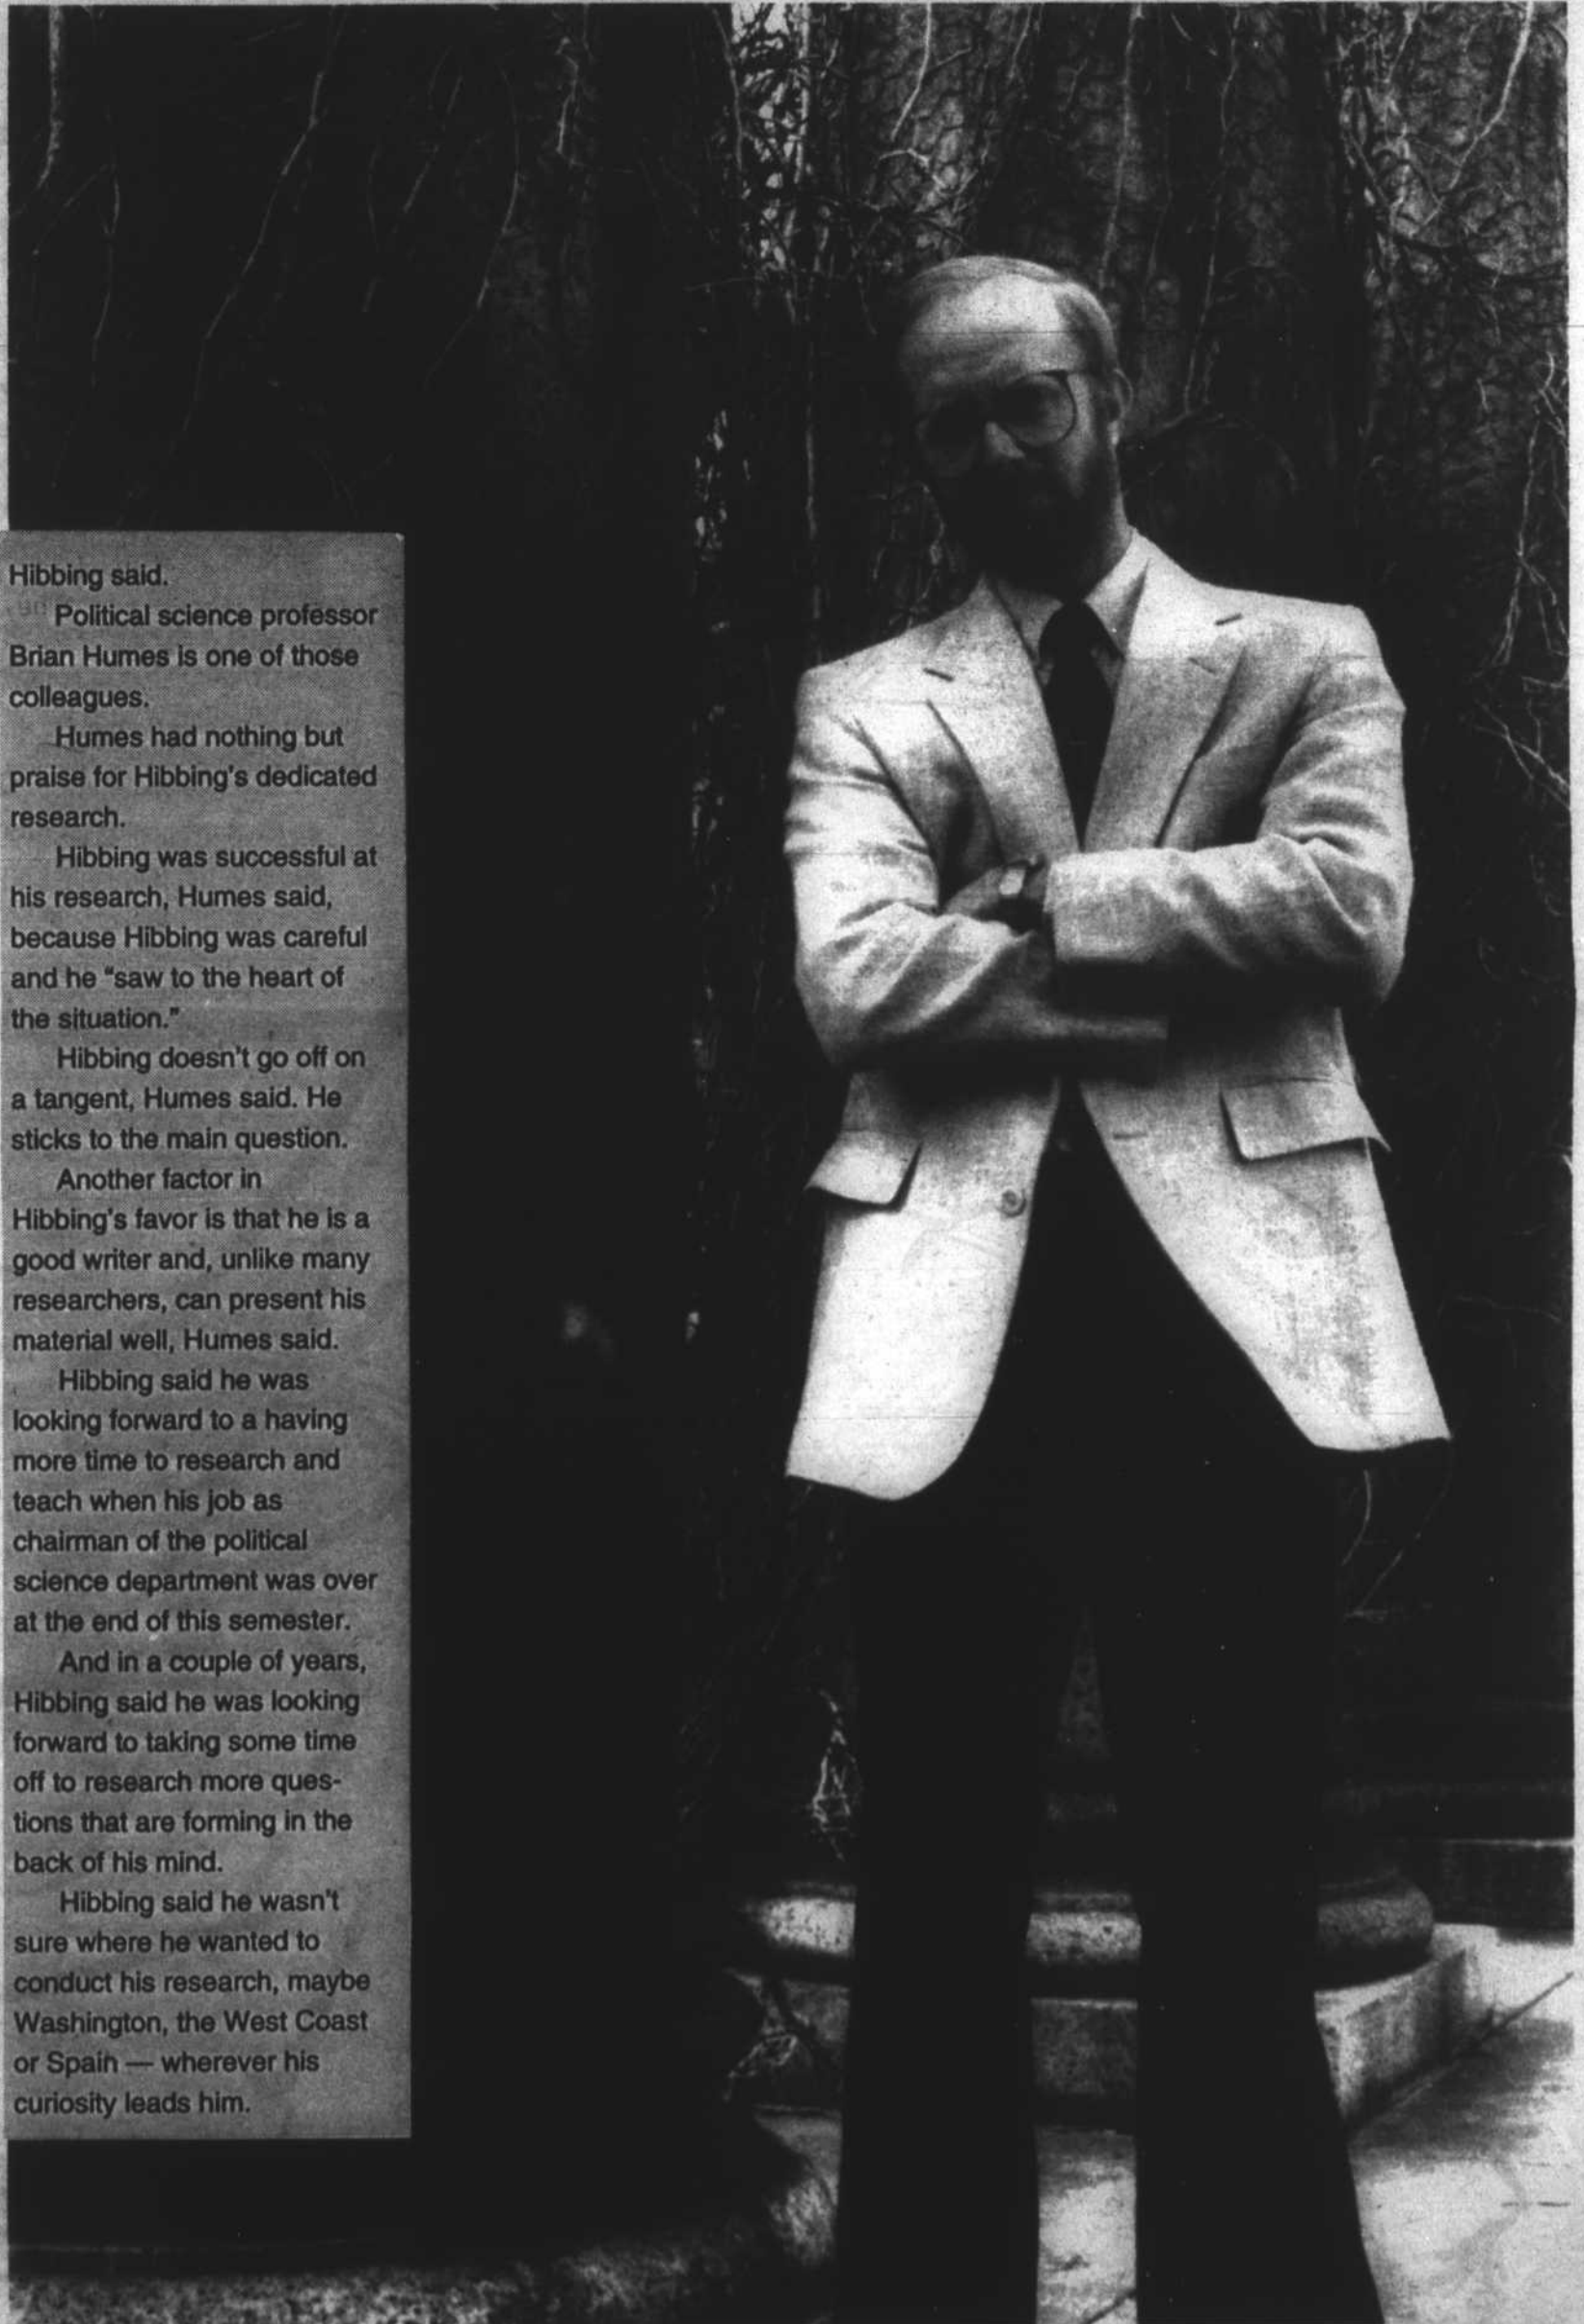 Hibbing said.
Political science professor
Brian Humes is one of those
colleagues.
Humes had nothing but
praise for Hibbing's dedicated
research.
Hibbing was successful at
his research, Humes said,
because Hibbing was careful
and he “saw to the heart of
the situation.”
Hibbing doesn't go off on
a tangent, Humes said. He
sticks to the main question.
Another factor in
Hibbing's favor is that he is a
good writer and, unlike many
researchers, can present his
material well, Humes said.
Hibbing said he was
looking forward to a having
more time to research and
teach when his job as
chairman of the political
science department was over
at the end of this semester.
And in a couple of years,
Hibbing said he was looking
forward to taking some time
off to research more ques-
tions that are forming in the
back of his mind.
Hibbing said he wasn't
sure where he wanted to
conduct his research, maybe
Washington, the West Coast
or Spain — wherever his
curiosity leads him.